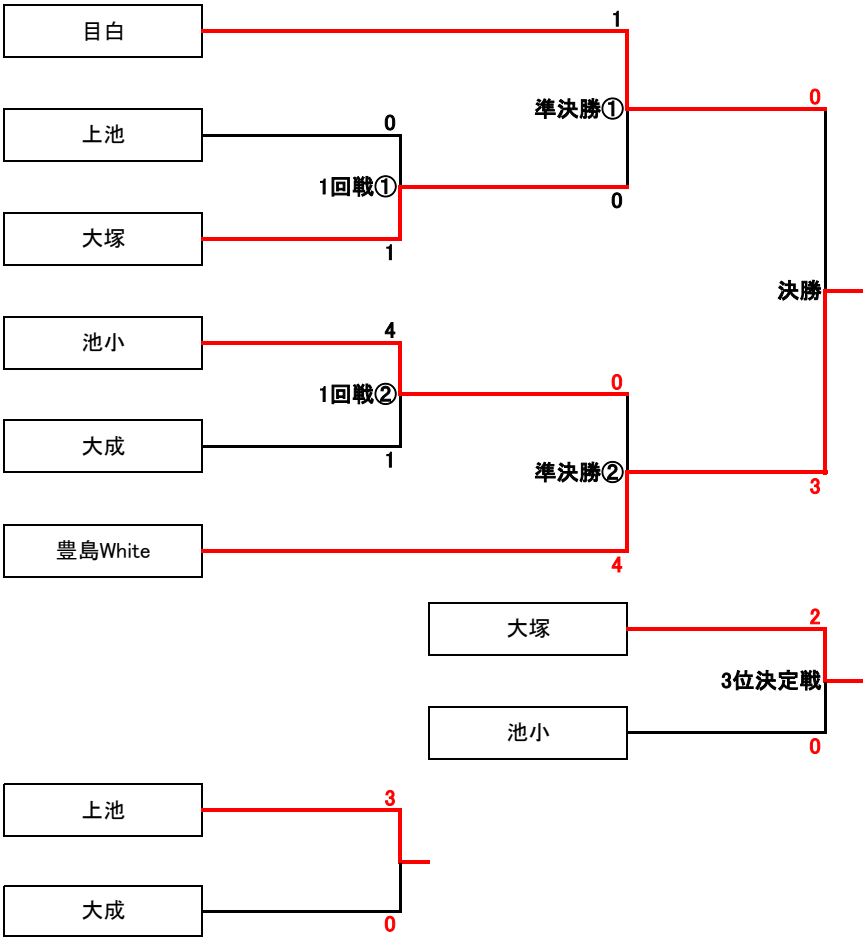 目白
1
準決勝①
0
上池
0
1回戦①
0
大塚
1
決勝
池小
4
1回戦②
0
大成
1
準決勝②
3
豊島White
4
大塚
2
3位決定戦
池小
0
上池
3
大成
0